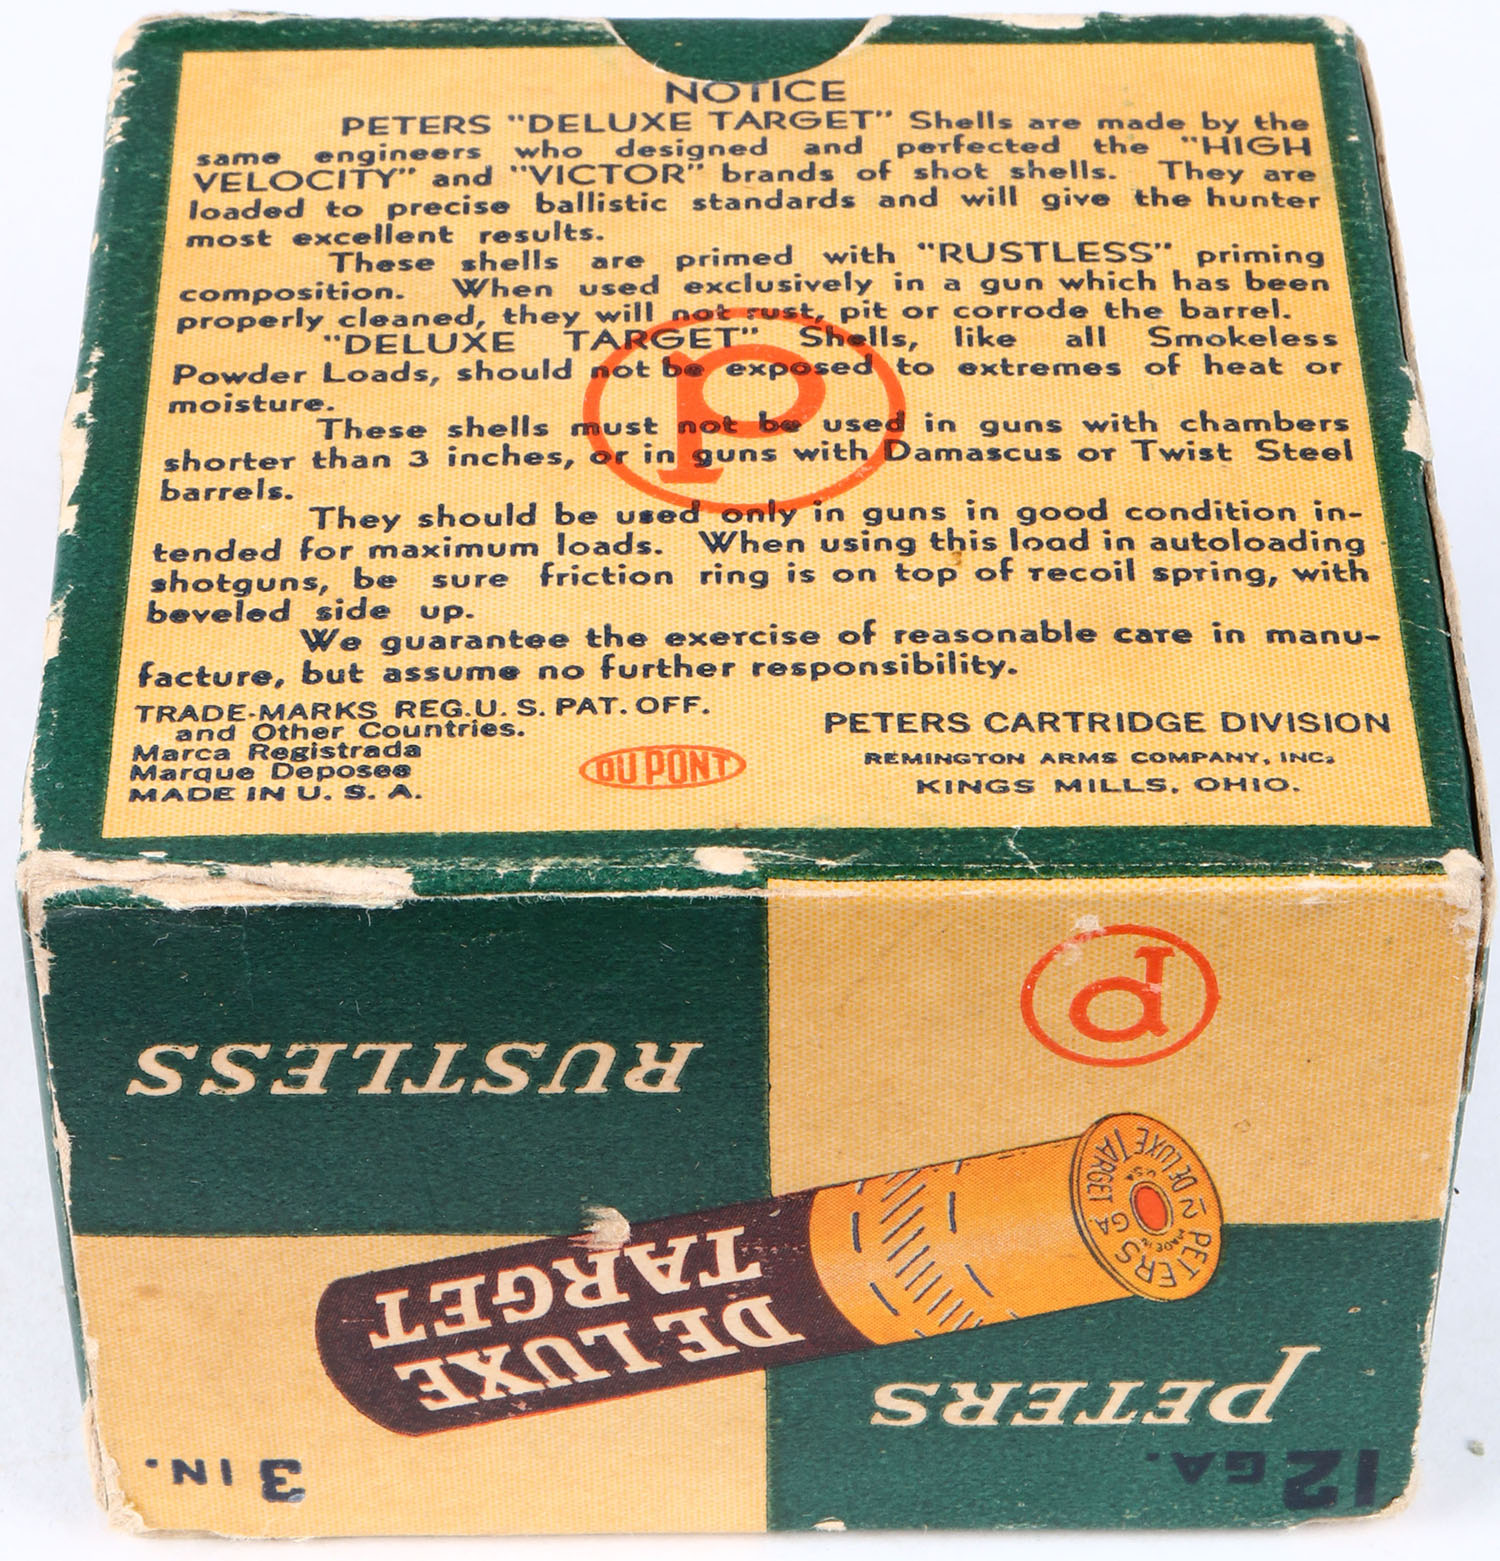 NOTICE
PETERS "DELUXE TARGET" Shells are made by the
same engineers who designed and perfected the "HIGH
VELOCITY" and "VICTOR" brands of shot shells. They are
loaded to precise ballistic standards and will give the hunter
most excellent results.
These shells are primed with "RUSTLESS" priming
composition. When used exclusively in a gun which has been
properly cleaned, they will not rust, pit or corrode the barrel.
"DELUXE TARGET" Shells, like all Smokeless
Powder Loads, should not be exposed to extremes of heat or
moisture.
These shells must not be used in guns with chambers
shorter than 3 inches, or in guns with Damascus or Twist Steel
barrels.
They should be used only in guns in good condition in-
tended for maximum loads. When using this load in autoloading
shotguns, be sure friction ring is on top of recoil spring, with
beveled side up.
We guarantee the exercise of reasonable care in manu-
facture, but assume no further responsibility.
P
TRADE-MARKS REG. U. S. PAT. OFF.
and Other Countries.
Marca Registrada
Marque Deposee
MADE IN U. S. A.
DU PONT
PETERS CARTRIDGE DIVISION
REMINGTON ARMS COMPANY, INC.
KINGS MILLS, OHIO.
12 GA.
3 IN.
PETERS
DE LUXE
TARGET
PETERS 12 GA
DE LUXE TARGET
MADE IN
USA
RUSTLESS
P